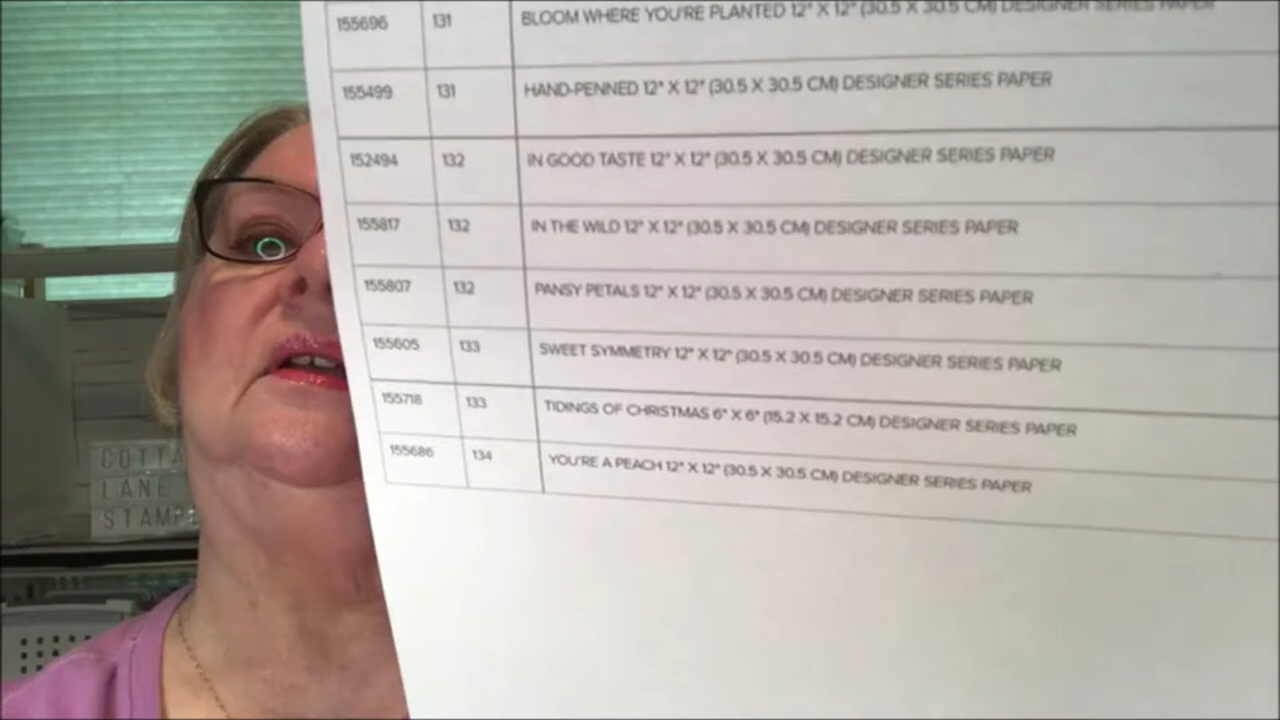 155696 131 BLOOM WHERE YOU'RE PLANTED 12" X 12" (30.5 X 30.5 CM) DESIGNER SERIES PAPER
155499 131 HAND-PENNED 12" X 12" (30.5 X 30.5 CM) DESIGNER SERIES PAPER
152494 132 IN GOOD TASTE 12" X 12" (30.5 X 30.5 CM) DESIGNER SERIES PAPER
155817 132 IN THE WILD 12" X 12" (30.5 X 30.5 CM) DESIGNER SERIES PAPER
155807 132 PANSY PETALS 12" X 12" (30.5 X 30.5 CM) DESIGNER SERIES PAPER
155605 133 SWEET SYMMETRY 12" X 12" (30.5 X 30.5 CM) DESIGNER SERIES PAPER
155718 133 TIDINGS OF CHRISTMAS 6" X 6" (15.2 X 15.2 CM) DESIGNER SERIES PAPER
155686 134 YOU'RE A PEACH 12" X 12" (30.5 X 30.5 CM) DESIGNER SERIES PAPER
COTTA
LANE
STAMP